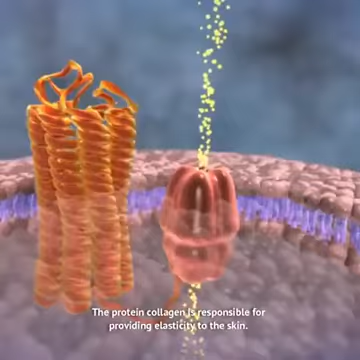 The protein collagen is responsible for
providing elasticity to the skin.